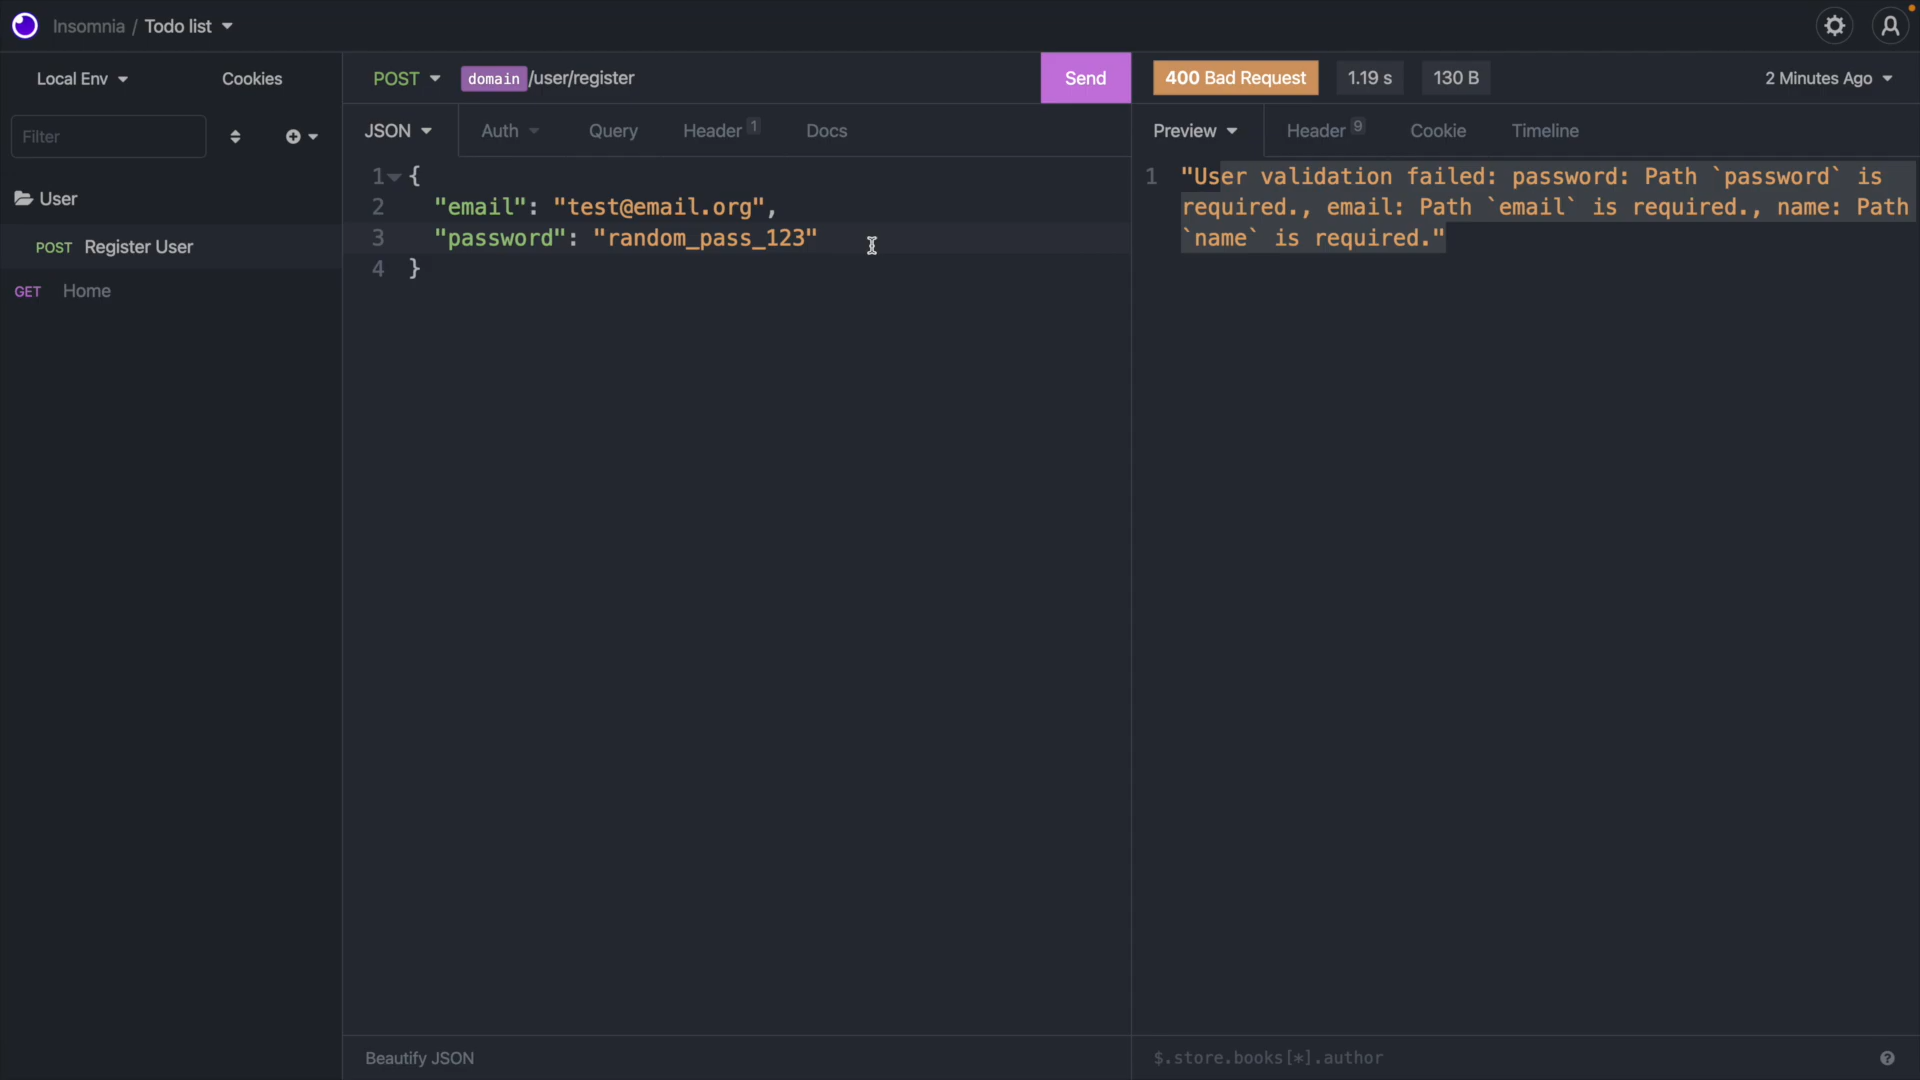 Insomnia / Todo list
Local Env
Cookies
POST
domain/user/register
Send
400 Bad Request
1.19 s
130 B
2 Minutes Ago
Filter
JSON
Auth
Query
Header 1
Docs
Preview
Header 9
Cookie
Timeline
User
POST Register User
GET Home
1 {
2 "email": "test@email.org",
3 "password": "random_pass_123"
4 }
1 "User validation failed: password: Path `password` is
required., email: Path `email` is required., name: Path
`name` is required."
Beautify JSON
$.store.books[*].author